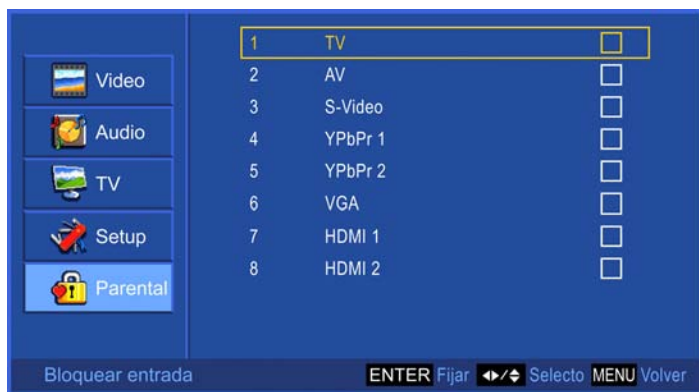 Video
Audio
TV
Setup
Parental
1 TV
2 AV
3 S-Video
4 YPbPr 1
5 YPbPr 2
6 VGA
7 HDMI 1
8 HDMI 2
Bloquear entrada
ENTER Fijar Selecto MENU Volver